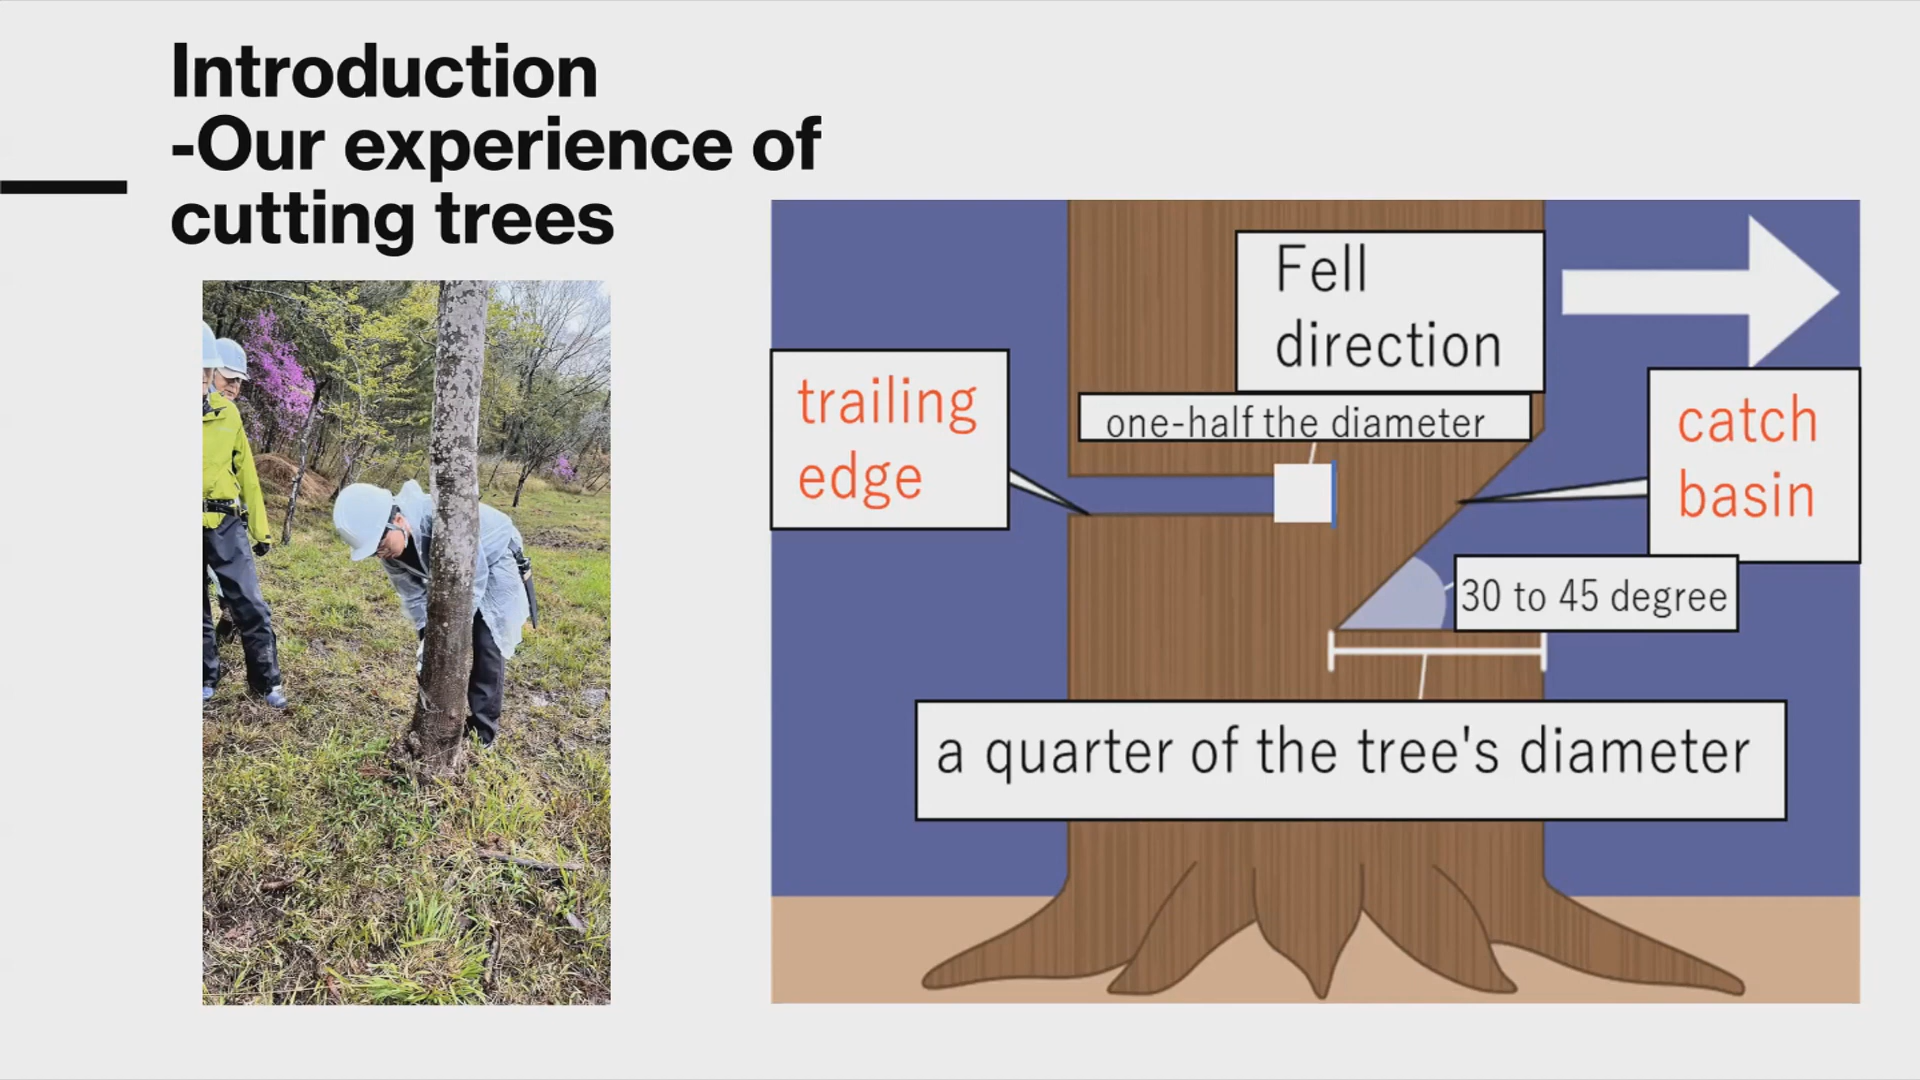 Introduction
-Our experience of
cutting trees
Fell
direction
trailing
edge
one-half the diameter
catch
basin
30 to 45 degree
a quarter of the tree's diameter